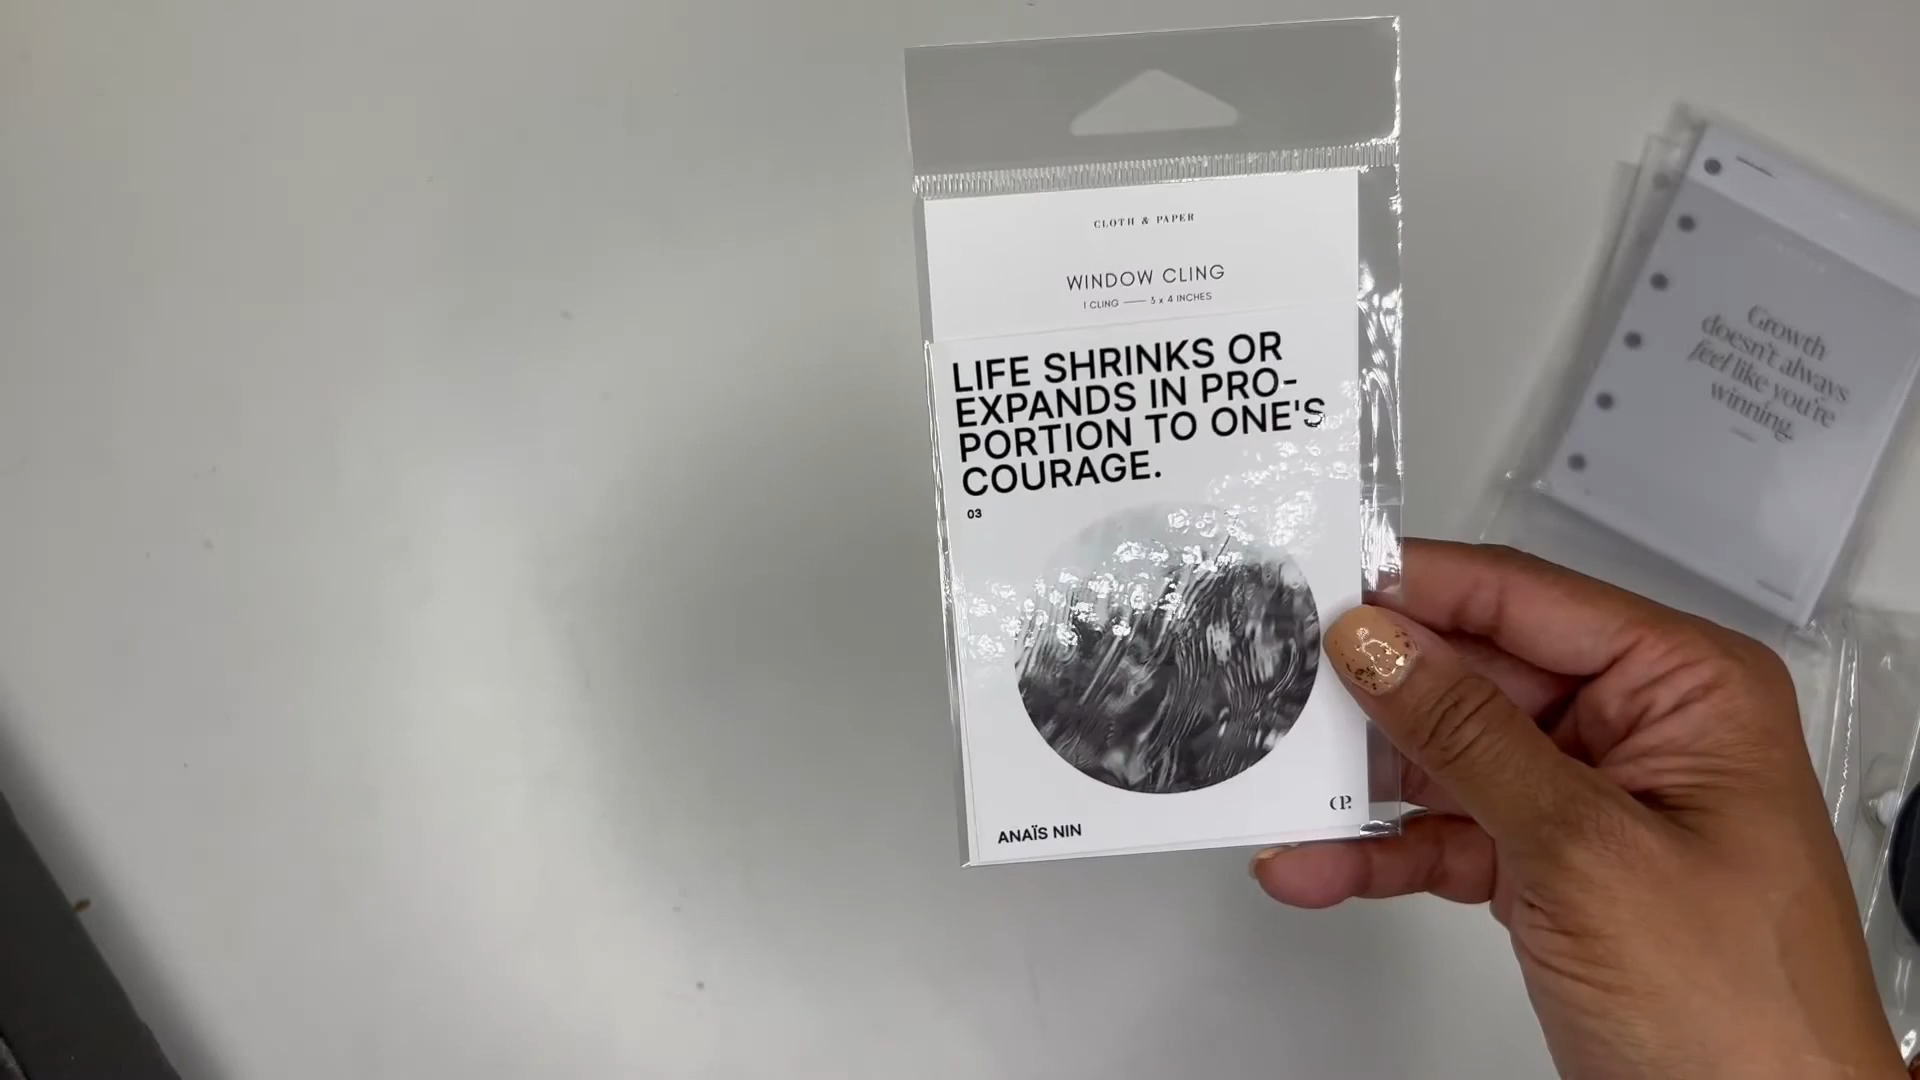 CLOTH & PAPER
WINDOW CLING
1 CLING — 3 x 4 INCHES
LIFE SHRINKS OR
EXPANDS IN PRO-
PORTION TO ONE'S
COURAGE.
03
ANAÏS NIN
CP.
Growth
doesn't always
feel like you're
winning.